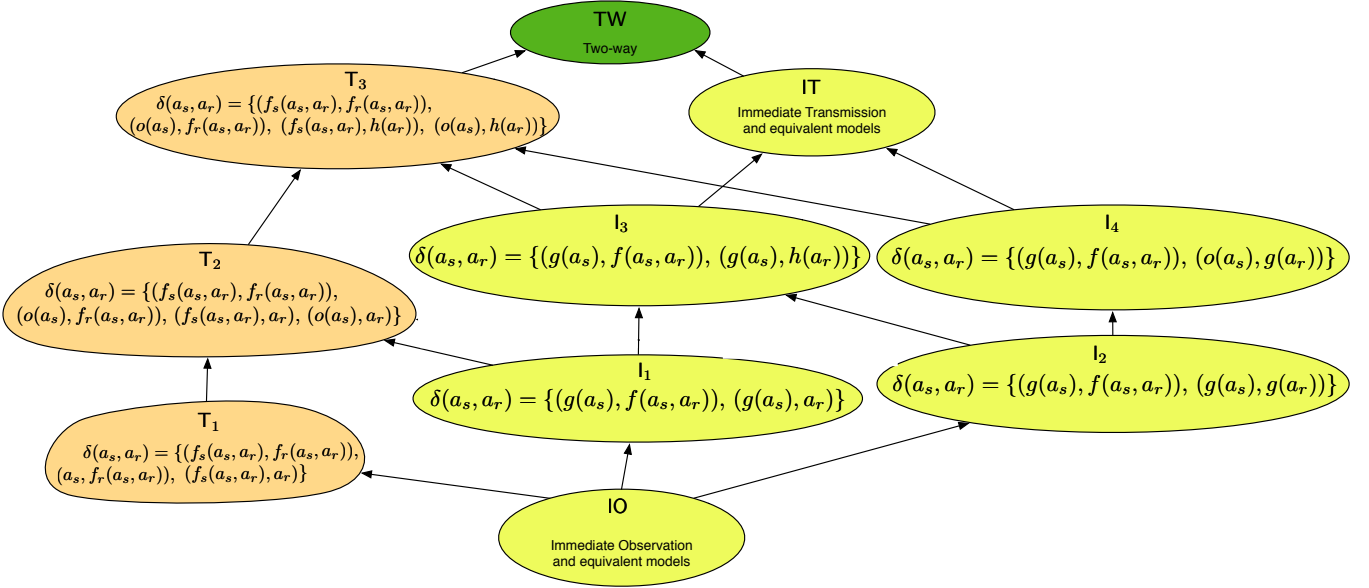 TW
Two-way
T₃
δ(aₛ, aᵣ) = {(fₛ(aₛ, aᵣ), fᵣ(aₛ, aᵣ)),
(o(aₛ), fᵣ(aₛ, aᵣ)), (fₛ(aₛ, aᵣ), h(aᵣ)), (o(aₛ), h(aᵣ))}
IT
Immediate Transmission
and equivalent models
I₃
δ(aₛ, aᵣ) = {(g(aₛ), f(aₛ, aᵣ)), (g(aₛ), h(aᵣ))}
I₄
δ(aₛ, aᵣ) = {(g(aₛ), f(aₛ, aᵣ)), (o(aₛ), g(aᵣ))}
T₂
δ(aₛ, aᵣ) = {(fₛ(aₛ, aᵣ), fᵣ(aₛ, aᵣ)),
(o(aₛ), fᵣ(aₛ, aᵣ)), (fₛ(aₛ, aᵣ), aᵣ), (o(aₛ), aᵣ)}
I₁
δ(aₛ, aᵣ) = {(g(aₛ), f(aₛ, aᵣ)), (g(aₛ), aᵣ)}
I₂
δ(aₛ, aᵣ) = {(g(aₛ), f(aₛ, aᵣ)), (g(aₛ), g(aᵣ))}
T₁
δ(aₛ, aᵣ) = {(fₛ(aₛ, aᵣ), fᵣ(aₛ, aᵣ)),
(aₛ, fᵣ(aₛ, aᵣ)), (fₛ(aₛ, aᵣ), aᵣ)}
IO
Immediate Observation
and equivalent models